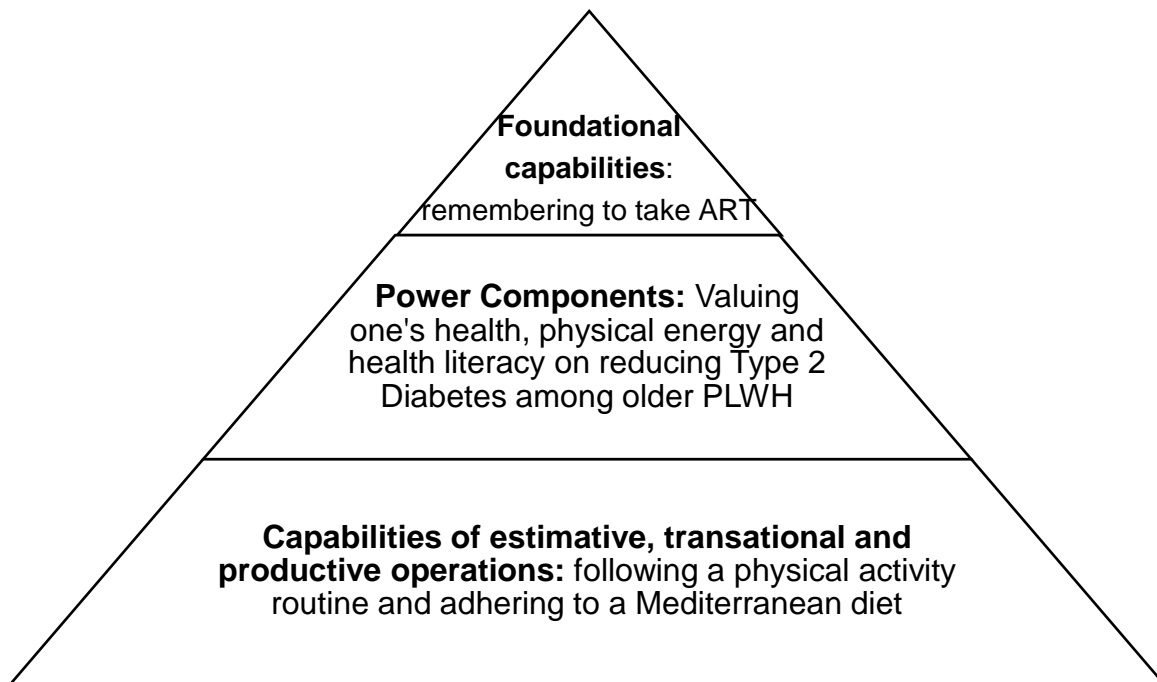 Foundational
capabilities:
remembering to take ART
Power Components: Valuing
one's health, physical energy and
health literacy on reducing Type 2
Diabetes among older PLWH
Capabilities of estimative, transational and
productive operations: following a physical activity
routine and adhering to a Mediterranean diet